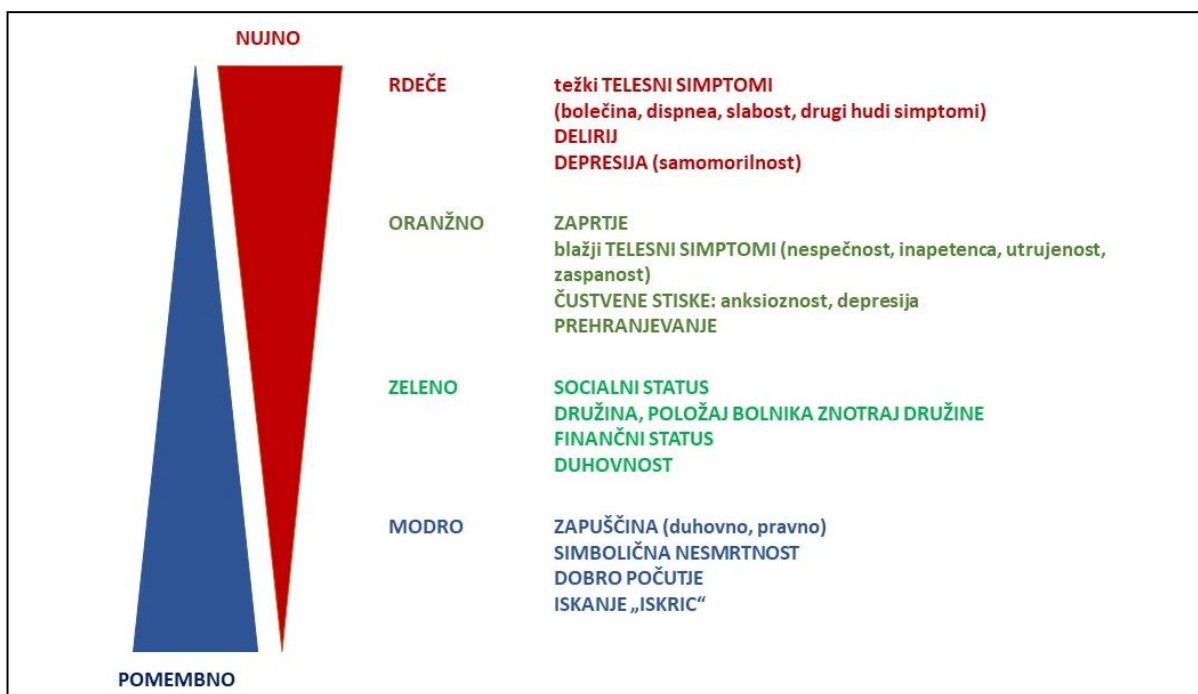 NUJNO
RDEČE težki TELESNI SIMPTOMI
(bolečina, dispnea, slabost, drugi hudi simptomi)
DELIRIJ
DEPRESIJA (samomorilnost)
ORANŽNO ZAPRTJE
blažji TELESNI SIMPTOMI (nespečnost, inapetenca, utrujenost,
zaspanost)
ČUSTVENE STISKE: anksioznost, depresija
PREHRANJEVANJE
ZELENO SOCIALNI STATUS
DRUŽINA, POLOŽAJ BOLNIKA ZNOTRAJ DRUŽINE
FINANČNI STATUS
DUHOVNOST
MODRO ZAPUŠČINA (duhovno, pravno)
SIMBOLIČNA NESMRTNOST
DOBRO POČUTJE
ISKANJE „ISKRIC“
POMEMBNO